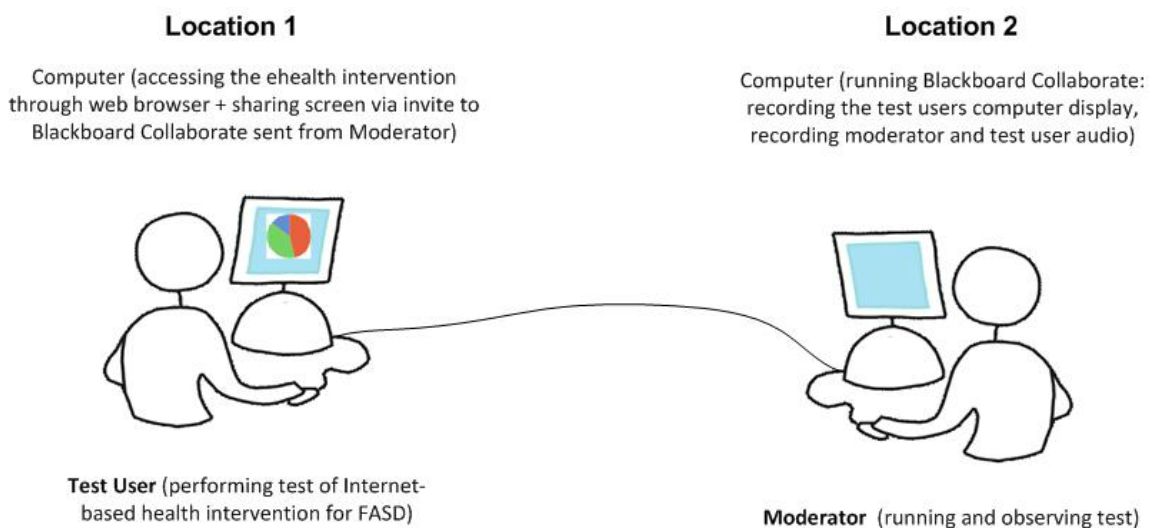 Location 1
Computer (accessing the ehealth intervention
through web browser + sharing screen via invite to
Blackboard Collaborate sent from Moderator)
Location 2
Computer (running Blackboard Collaborate:
recording the test users computer display,
recording moderator and test user audio)
Test User (performing test of Internet-
based health intervention for FASD)
Moderator (running and observing test)